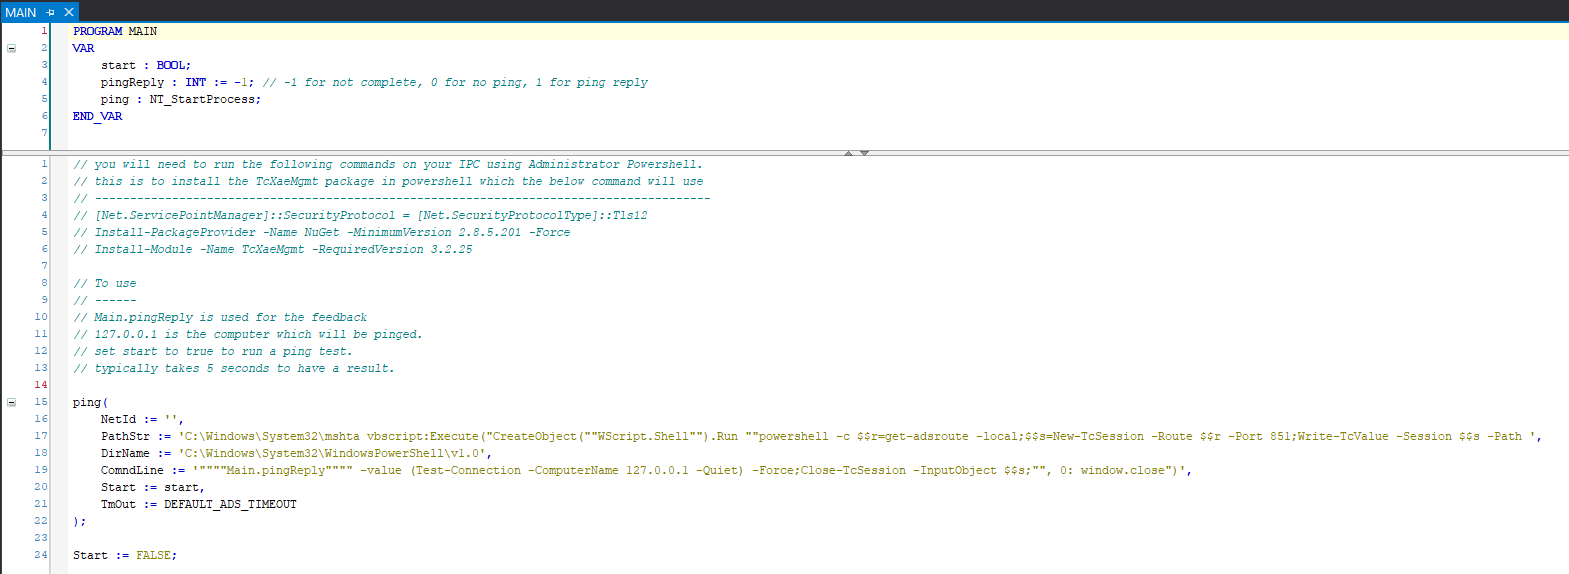 MAIN
1 PROGRAM MAIN
2 VAR
3 start : BOOL;
4 pingReply : INT := -1; // -1 for not complete, 0 for no ping, 1 for ping reply
5 ping : NT_StartProcess;
6 END_VAR
7
1 // you will need to run the following commands on your IPC using Administrator Powershell.
2 // this is to install the TcXaeMgmt package in powershell which the below command will use
3 // ----------------------------------------------------------------------------------------
4 // [Net.ServicePointManager]::SecurityProtocol = [Net.SecurityProtocolType]::Tls12
5 // Install-PackageProvider -Name NuGet -MinimumVersion 2.8.5.201 -Force
6 // Install-Module -Name TcXaeMgmt -RequiredVersion 3.2.25
7
8 // To use
9 // ------
10 // Main.pingReply is used for the feedback
11 // 127.0.0.1 is the computer which will be pinged.
12 // set start to true to run a ping test.
13 // typically takes 5 seconds to have a result.
14
15 ping(
16 NetId := '',
17 PathStr := 'C:\Windows\System32\mshta vbscript:Execute("CreateObject(""WScript.Shell"").Run ""powershell -c $$r=get-adsroute -local;$$s=New-TcSession -Route $$r -Port 851;Write-TcValue -Session $$s -Path ',
18 DirName := 'C:\Windows\System32\WindowsPowerShell\v1.0',
19 ComndLine := '""""Main.pingReply"""" -value (Test-Connection -ComputerName 127.0.0.1 -Quiet) -Force;Close-TcSession -InputObject $$s;"", 0: window.close")',
20 Start := start,
21 TmOut := DEFAULT_ADS_TIMEOUT
22 );
23
24 Start := FALSE;